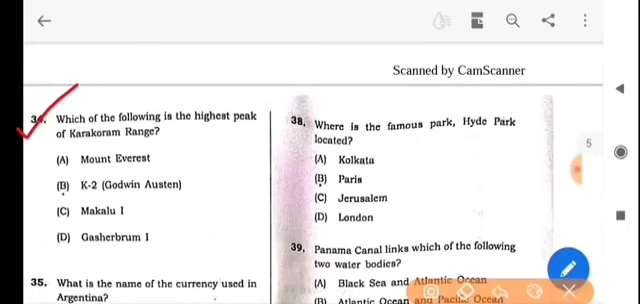 Scanned by CamScanner
34. Which of the following is the highest peak
of Karakoram Range?
(A) Mount Everest
(B) K-2 (Godwin Austen)
(C) Makalu I
(D) Gasherbrum I
35. What is the name of the currency used in
Argentina?
38. Where is the famous park, Hyde Park
located?
(A) Kolkata
(B) Paris
(C) Jerusalem
(D) London
39. Panama Canal links which of the following
two water bodies?
(A) Black Sea and Atlantic Ocean
(B) Atlantic Ocean and Pacific Ocean
5